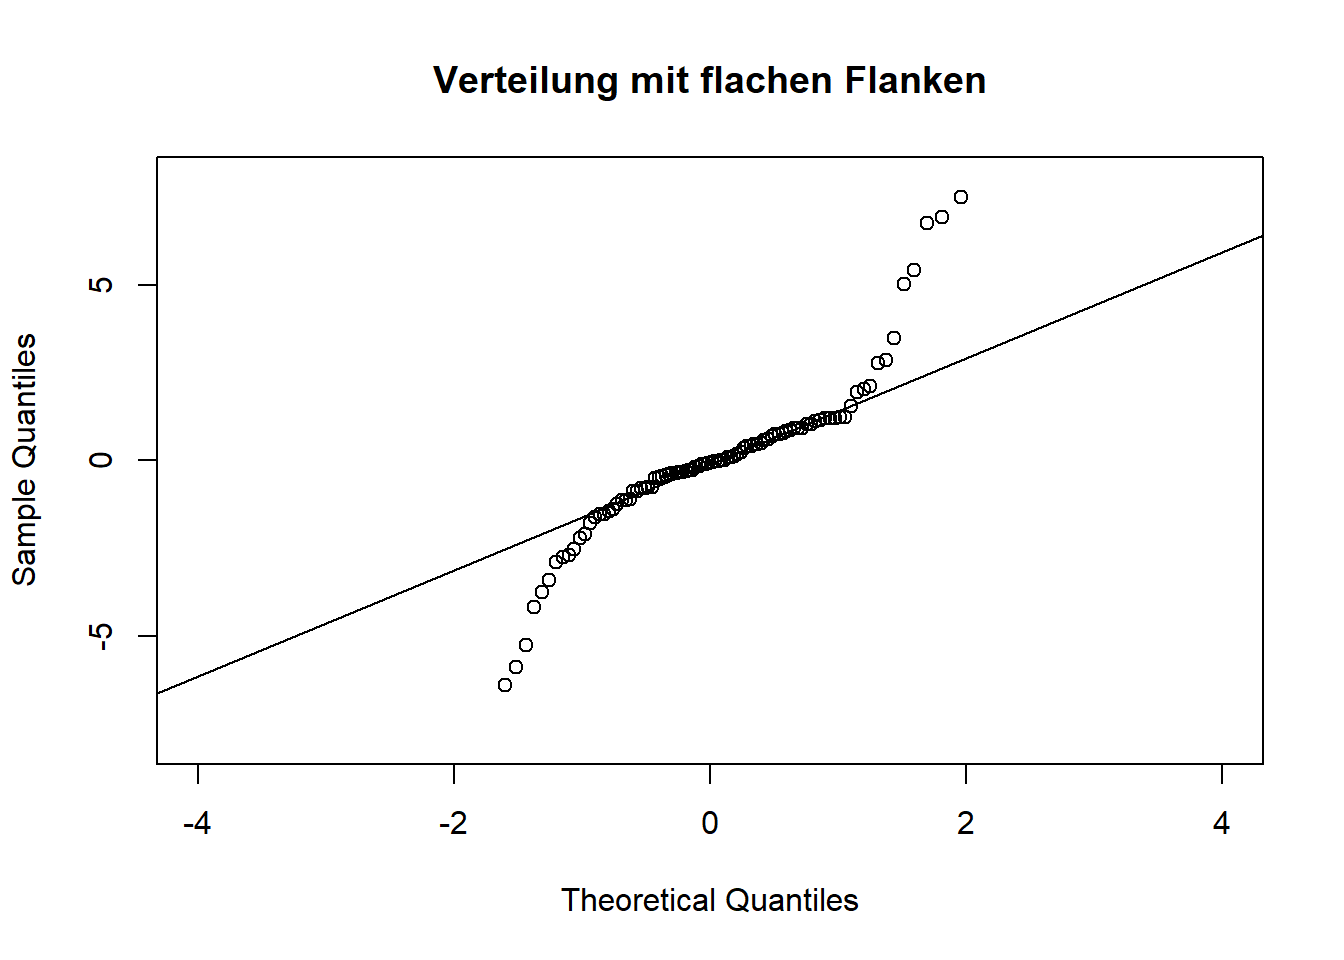 Verteilung mit flachen Flanken
Sample Quantiles
5
0
-5
-4 -2 0 2 4
Theoretical Quantiles